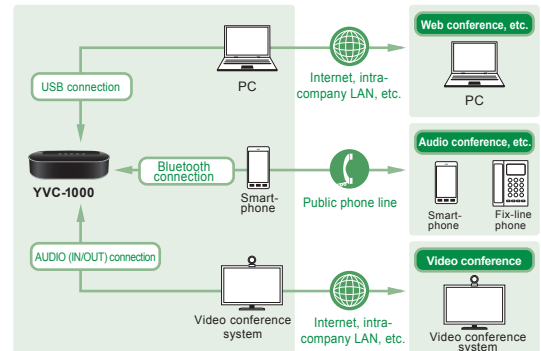 Web conference, etc.
USB connection
PC
Internet, intra-
company LAN, etc.
PC
Audio conference, etc.
Bluetooth
connection
YVC-1000
Smart-
phone
Public phone line
Smart-
phone
Fix-line
phone
AUDIO (IN/OUT) connection
Video conference
Video conference
system
Internet, intra-
company LAN, etc.
Video conference
system